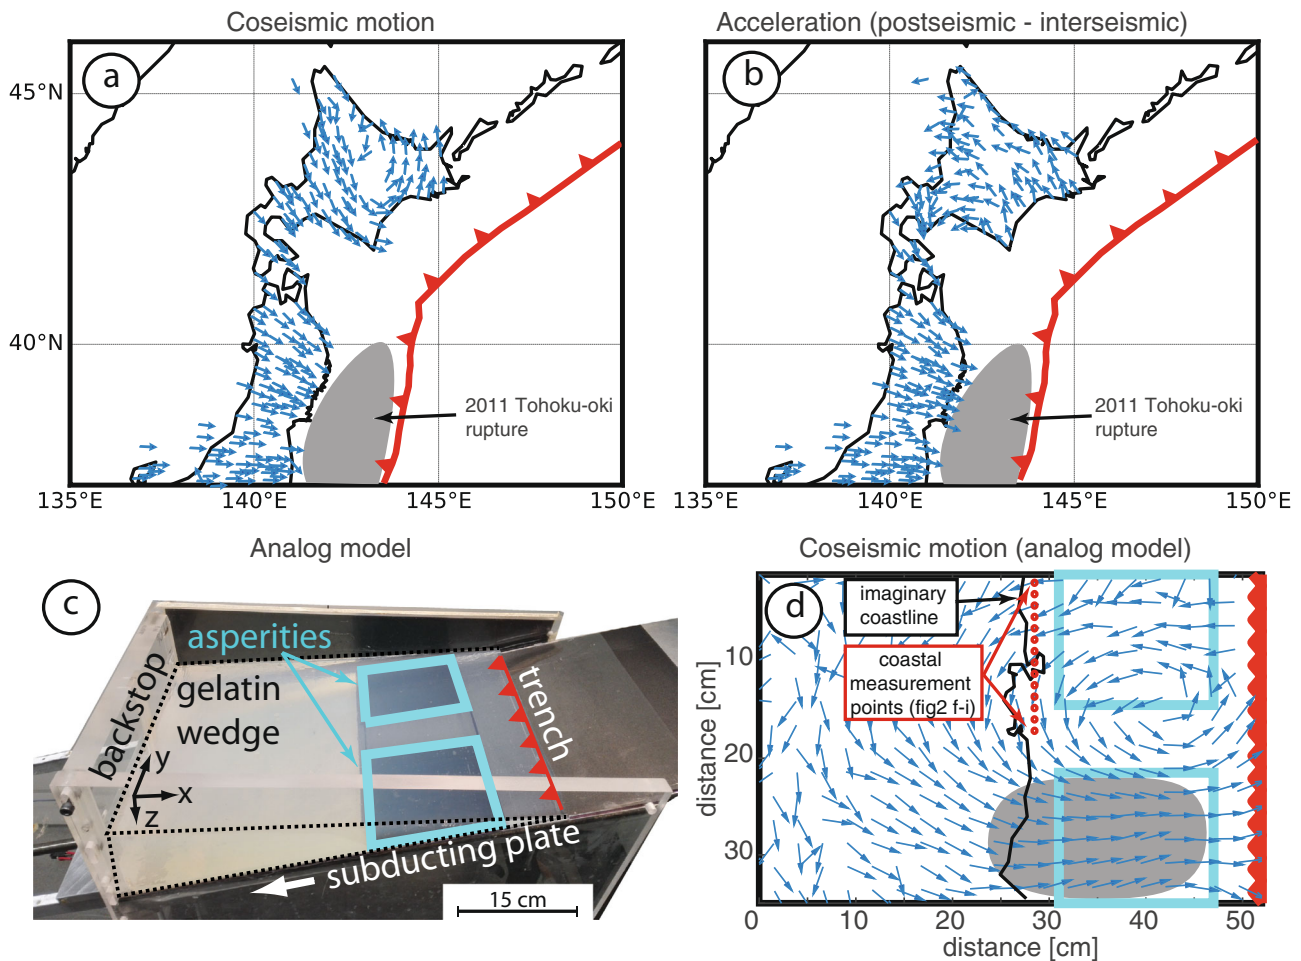 Coseismic motion
Acceleration (postseismic - interseismic)
a
b
45°N
40°N
2011 Tohoku-oki
rupture
2011 Tohoku-oki
rupture
135°E
140°E
145°E
150°E
135°E
140°E
145°E
150°E
Analog model
Coseismic motion (analog model)
c
d
asperities
gelatin
wedge
backstop
trench
y
x
z
subducting plate
15 cm
imaginary
coastline
coastal
measurement
points (fig2 f-i)
distance [cm]
10
20
30
0
10
20
30
40
50
distance [cm]